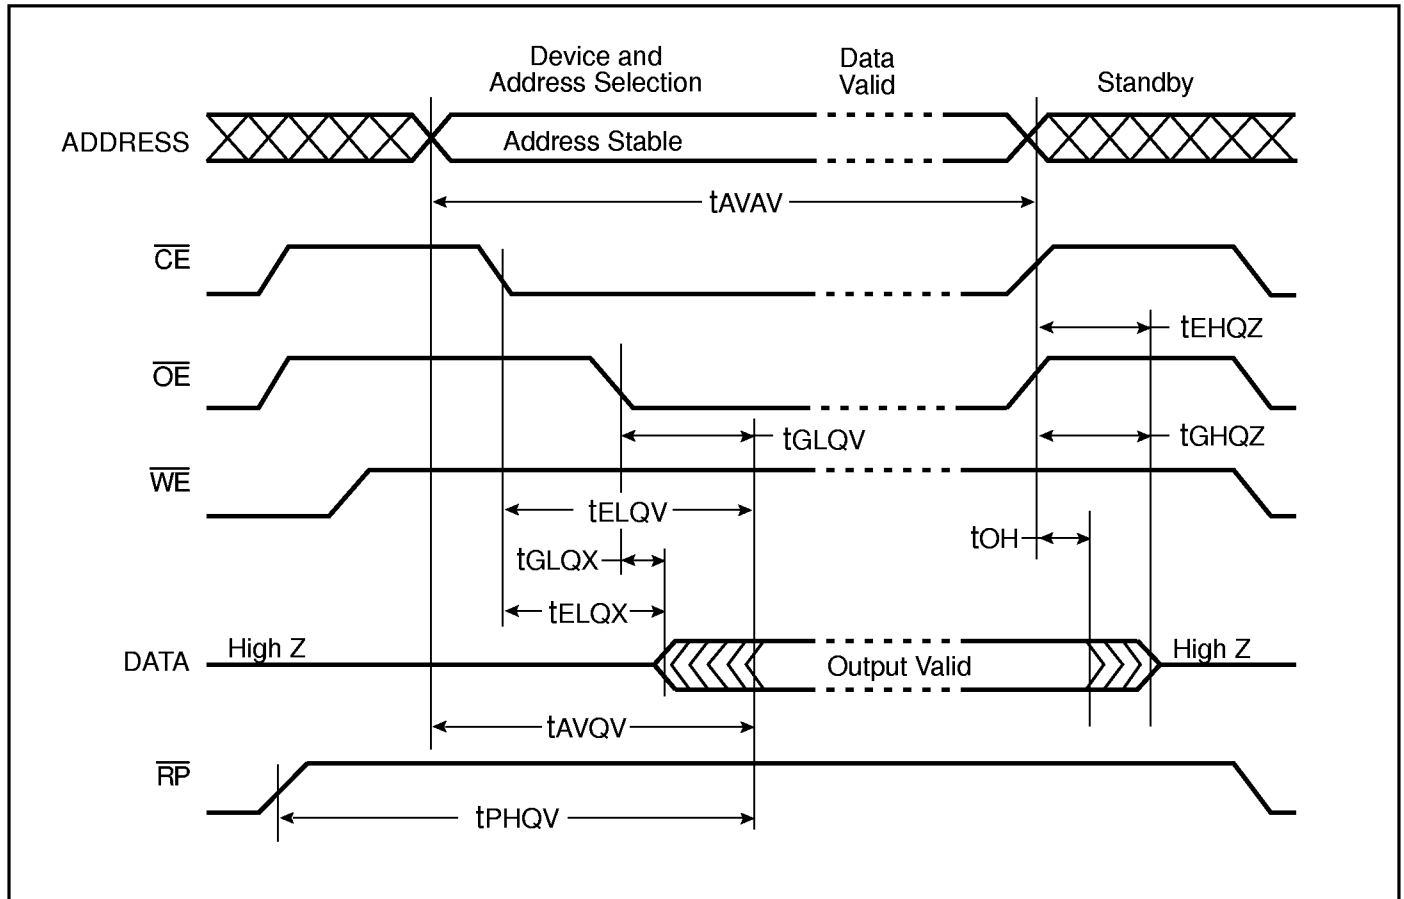 Device and
Address Selection
Data
Valid
Standby
ADDRESS
Address Stable
tAVAV
CE
tEHQZ
OE
tGLQV
tGHQZ
WE
tELQV
tOH
tGLQX
tELQX
DATA
High Z
Output Valid
High Z
tAVQV
RP
tPHQV